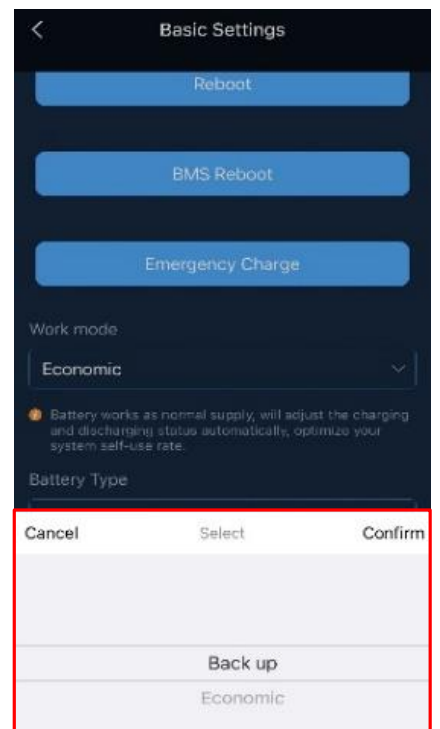 Basic Settings
Reboot
BMS Reboot
Emergency Charge
Work mode
Economic
Battery works as normal supply, will adjust the charging
and discharging status automatically, optimize your
system self-use rate.
Battery Type
Cancel Select Confirm
Back up
Economic